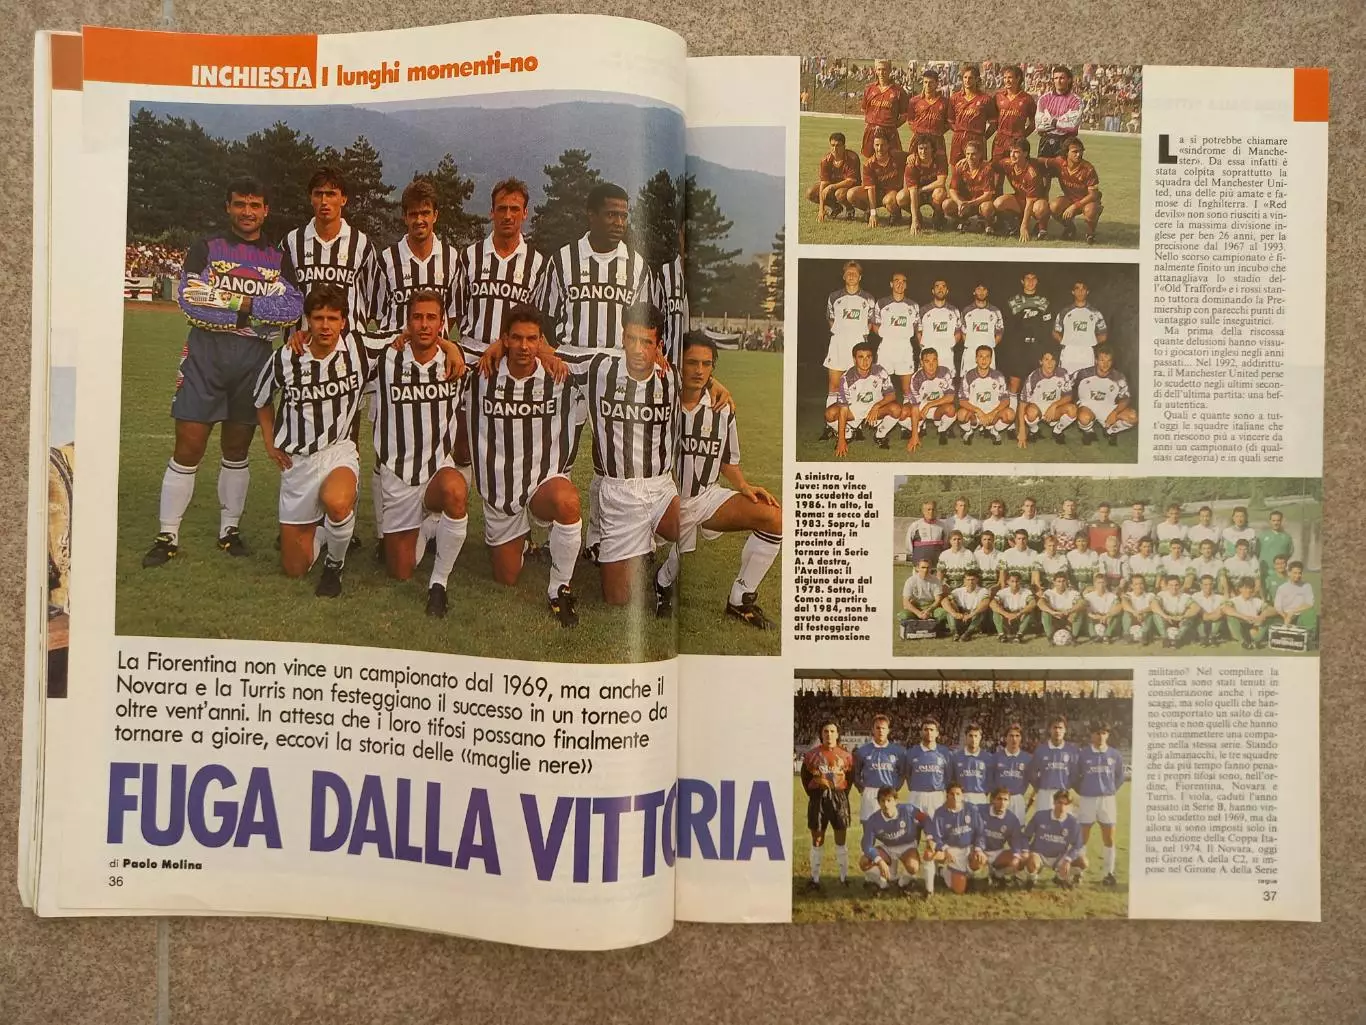 INCHIESTA I lunghi momenti-no
DANONE
DANONE
DANONE
DANONE
DANONE
DANONE
DANONE
DANONE
DANONE
DANONE
La Fiorentina non vince un campionato dal 1969, ma anche il
Novara e la Turris non festeggiano il successo in un torneo da
oltre vent'anni. In attesa che i loro tifosi possano finalmente
tornare a gioire, eccovi la storia delle «maglie nere»
FUGA DALLA VITTORIA
di Paolo Molina
36
A sinistra, la
Juve: non vince
uno scudetto dal
1986. In alto, la
Roma: a secco dal
1983. Sopra, la
Fiorentina, in
procinto di
tornare in Serie
A. A destra,
l'Avellino: il
digiuno dura dal
1978. Sotto, il
Como: a partire
dal 1984, non ha
avuto occasione
di festeggiare
una promozione
La si potrebbe chiamare
«sindrome di Manche-
ster». Da essa infatti è
stata colpita soprattutto la
squadra del Manchester Uni-
ted, una delle più amate e fa-
mose di Inghilterra. I «Red
devils» non sono riusciti a vin-
cere la massima divisione in-
glese per ben 26 anni, per la
precisione dal 1967 al 1993.
Nello scorso campionato è fi-
nalmente finito un incubo che
attanagliava lo stadio del-
l'«Old Trafford» e i rossi stan-
no tuttora dominando la Pre-
miership con parecchi punti di
vantaggio sulle inseguitrici.
Ma prima della riscossa
quante delusioni hanno vissu-
to i giocatori inglesi negli anni
passati... Nel 1992, addirittu-
ra, il Manchester United perse
lo scudetto negli ultimi secon-
di dell'ultima partita: una bef-
fa autentica.
Quali e quante sono a tut-
t'oggi le squadre italiane che
non riescono più a vincere da
anni un campionato (di qual-
siasi categoria) e in quali serie
militano? Nel compilare la
classifica sono stati tenuti in
considerazione anche i ripe-
scaggi, ma solo quelli che han-
no comportato un salto di ca-
tegoria e non quelli che hanno
visto riammettere una compa-
gine nella stessa serie. Stando
agli almanacchi, le tre squadre
che da più tempo fanno pena-
re i propri tifosi sono, nell'or-
dine, Fiorentina, Novara e
Turris. I viola, caduti l'anno
passato in Serie B, hanno vin-
to lo scudetto nel 1969, ma da
allora si sono imposti solo in
una edizione della Coppa Ita-
lia, nel 1974. Il Novara, oggi
nel Girone A della C2, si im-
pose nel Girone A della Serie
segue
37